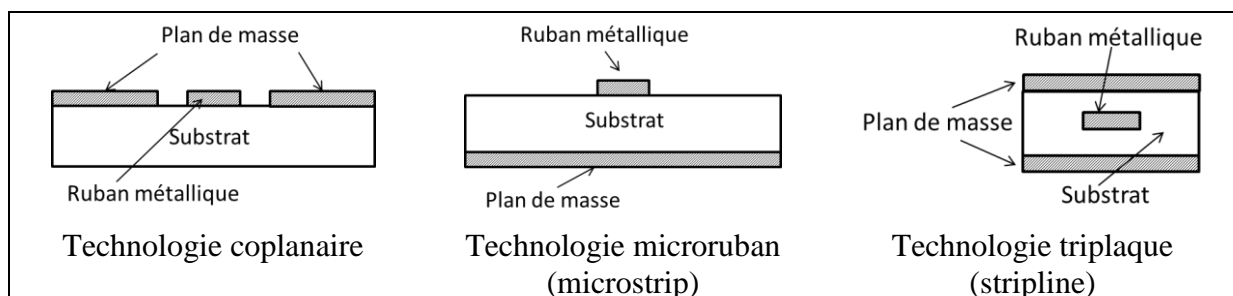 Plan de masse
Substrat
Ruban métallique
Technologie coplanaire
Ruban métallique
Substrat
Plan de masse
Technologie microruban
(microstrip)
Ruban métallique
Plan de masse
Substrat
Technologie triplaque
(stripline)